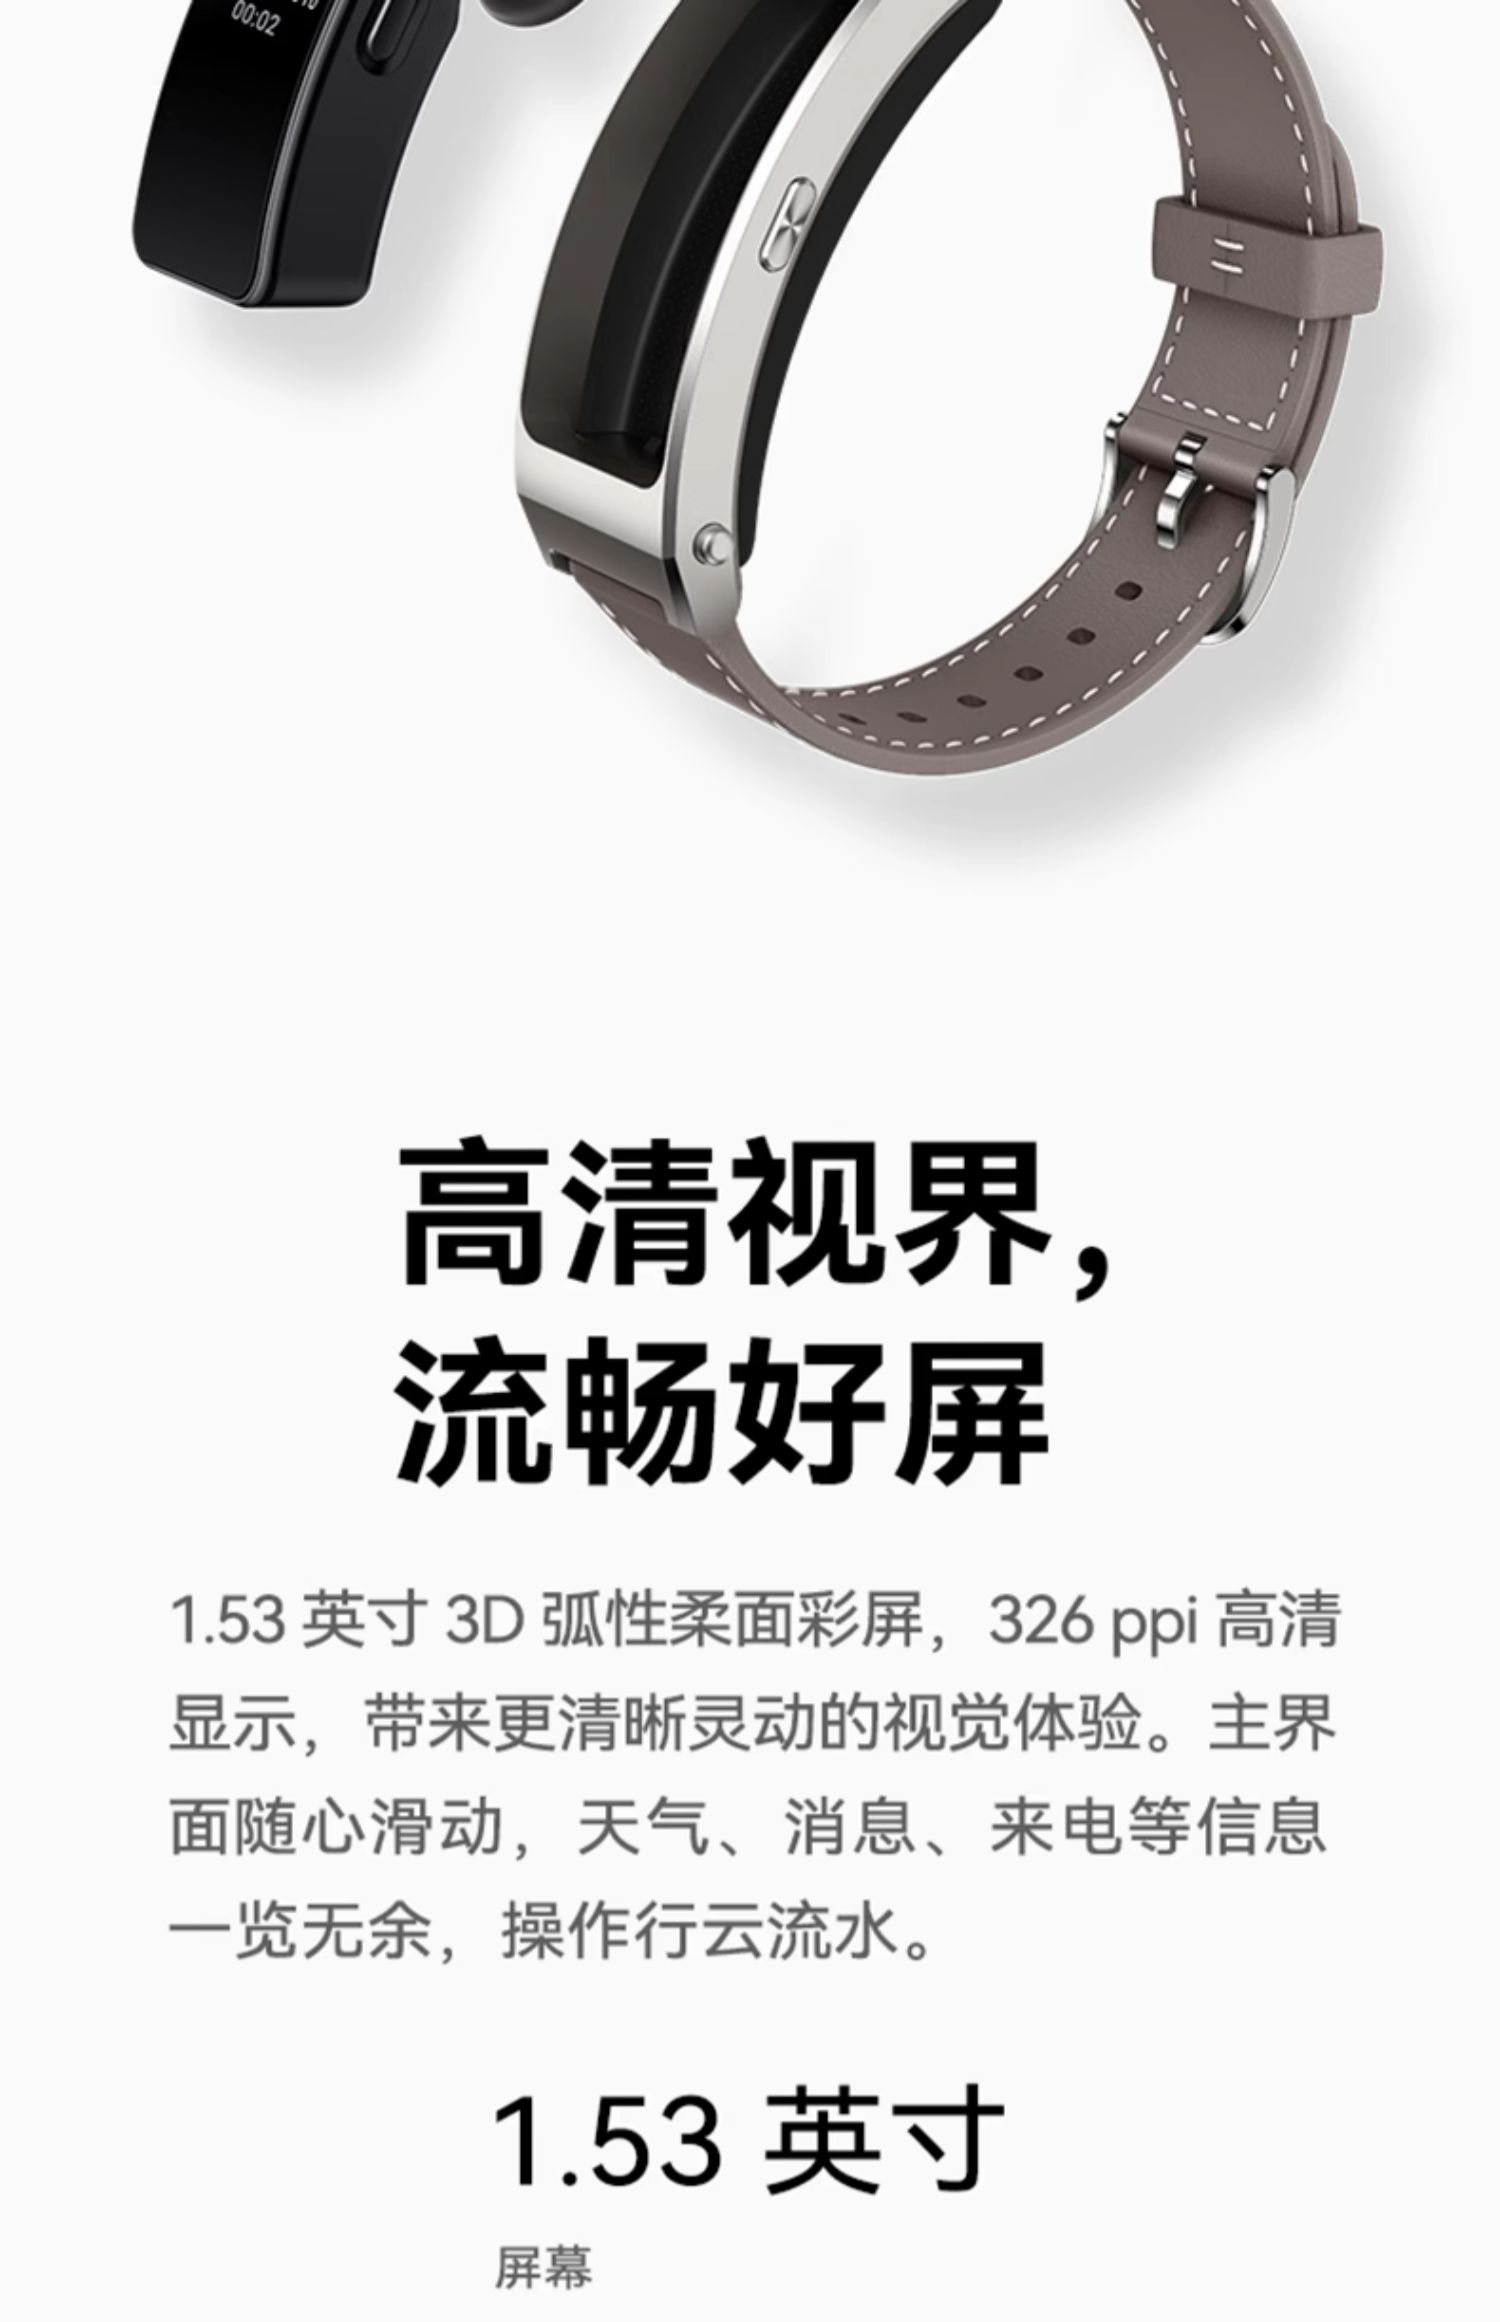 00:02
高清视界,
流畅好屏
1.53 英寸 3D 弧性柔面彩屏，326 ppi 高清
显示，带来更清晰灵动的视觉体验。主界
面随心滑动，天气、消息、来电等信息
一览无余，操作行云流水。
1.53 英寸
屏幕